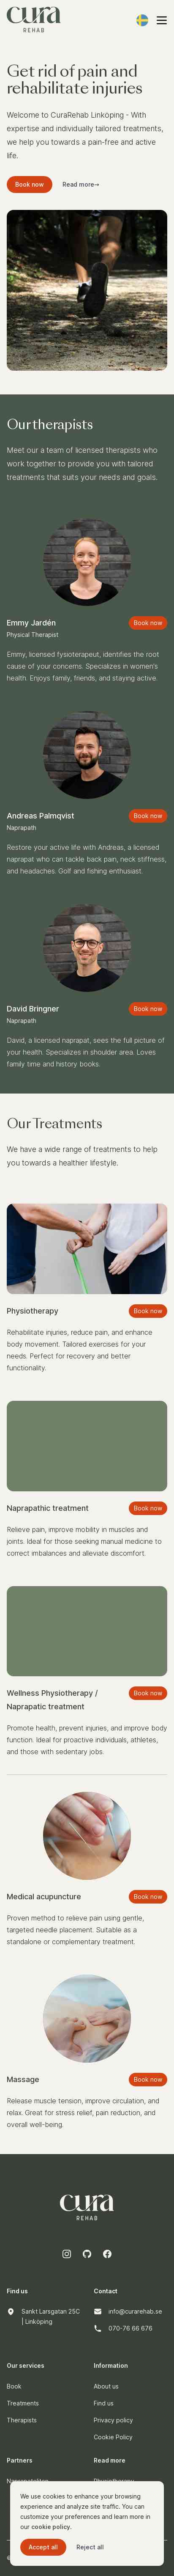 cura
REHAB
Get rid of pain and
rehabilitate injuries
Welcome to CuraRehab Linköping - With
expertise and individually tailored treatments,
we help you towards a pain-free and active
life.
Book now
Read more→
Our therapists
Meet our a team of licensed therapists who
work together to provide you with tailored
treatments that suits your needs and goals.
Emmy Jardén
Book now
Physical Therapist
Emmy, licensed fysioterapeut, identifies the root
cause of your concerns. Specializes in women's
health. Enjoys family, friends, and staying active.
Andreas Palmqvist
Book now
Naprapath
Restore your active life with Andreas, a licensed
naprapat who can tackle back pain, neck stiffness,
and headaches. Golf and fishing enthusiast.
David Bringner
Book now
Naprapath
David, a licensed naprapat, sees the full picture of
your health. Specializes in shoulder area. Loves
family time and history books.
Our Treatments
We have a wide range of treatments to help
you towards a healthier lifestyle.
Physiotherapy
Book now
Rehabilitate injuries, reduce pain, and enhance
body movement. Tailored exercises for your
needs. Perfect for recovery and better
functionality.
Naprapathic treatment
Book now
Relieve pain, improve mobility in muscles and
joints. Ideal for those seeking manual medicine to
correct imbalances and alleviate discomfort.
Wellness Physiotherapy /
Naprapatic treatment
Book now
Promote health, prevent injuries, and improve body
function. Ideal for proactive individuals, athletes,
and those with sedentary jobs.
Medical acupuncture
Book now
Proven method to relieve pain using gentle,
targeted needle placement. Suitable as a
standalone or complementary treatment.
Massage
Book now
Release muscle tension, improve circulation, and
relax. Great for stress relief, pain reduction, and
overall well-being.
cura
REHAB
Find us
Sankt Larsgatan 25C
| Linköping
Contact
info@curarehab.se
070-76 66 676
Our services
Book
Treatments
Therapists
Information
About us
Find us
Privacy policy
Cookie Policy
Partners
Read more
We use cookies to enhance your browsing
experience and analyze site traffic. You can
customize your preferences and learn more in
our cookie policy.
Accept all
Reject all